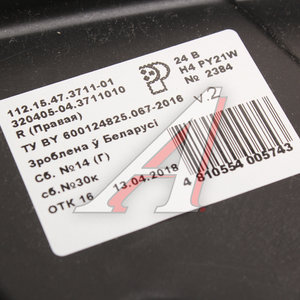 112.15.47.3711-01
320405-04.3711010
R (Правая)
ТУ BY 600124825.067-2016
Зроблена ў Беларусі
Сб. №14 (Г)
сб.№30к 13.04.2018
ОТК 16
24 В
H4 PY21W
№ 2384
v.2
4 810554 005743